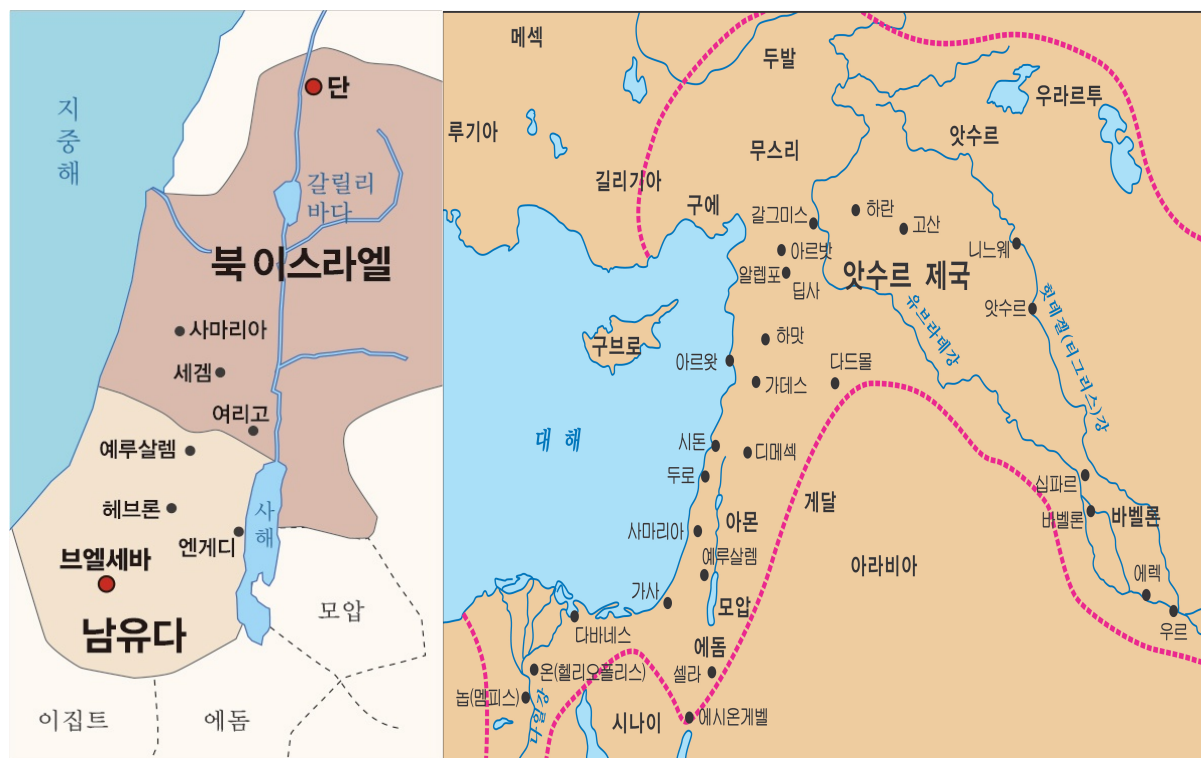 지중해
단
갈릴리
바다
북 이스라엘
사마리아
세겜
여리고
예루살렘
헤브론
엔게디
사해
브엘세바
남유다
모압
이집트
에돔
메섹
두발
우라르투
루기아
앗수르
무스리
길리기아
구에
갈그미스
하란
고산
아르밧
니느웨
알렙포
딥사
앗수르 제국
유브라데강
힛데겔(티그리스)강
앗수르
구브로
하맛
아르왓
가데스
다드몰
대 해
시돈
디메섹
두로
게달
십파르
사마리아
아몬
바벨론
바벨론
예루살렘
아라비아
에렉
가사
모압
우르
다바네스
에돔
온(헬리오폴리스)
셀라
놉(멤피스)
나일강
시나이
에시온게벨